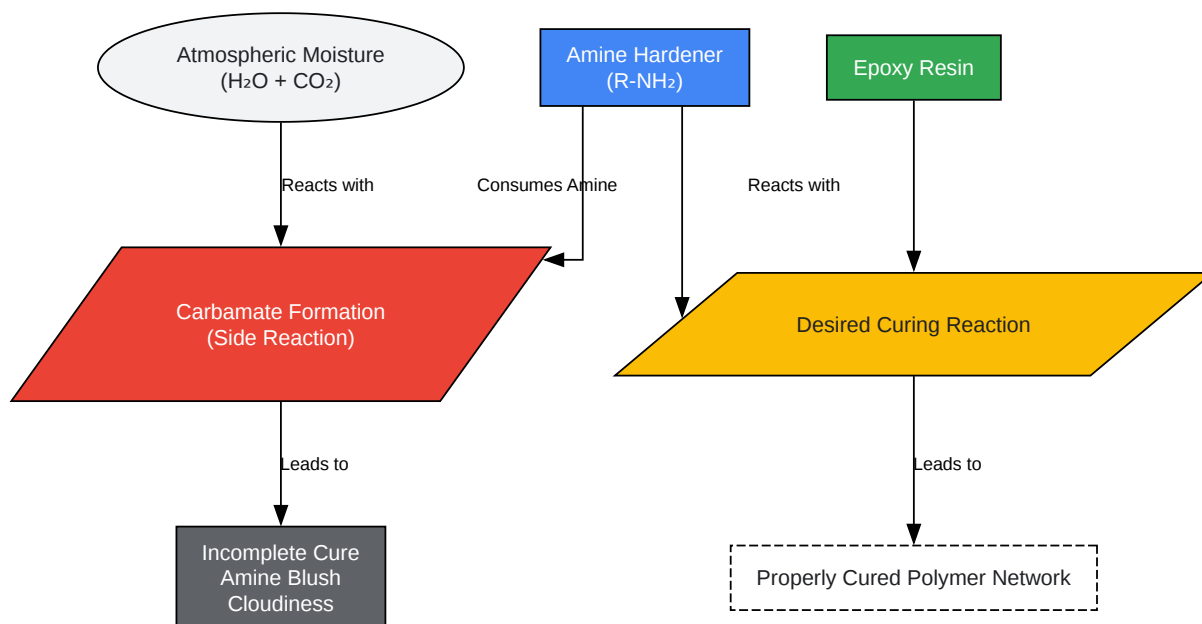 Atmospheric Moisture
(H₂O + CO₂)
Amine Hardener
(R-NH₂)
Epoxy Resin
Reacts with
Consumes Amine
Reacts with
Carbamate Formation
(Side Reaction)
Desired Curing Reaction
Leads to
Leads to
Incomplete Cure
Amine Blush
Cloudiness
Properly Cured Polymer Network